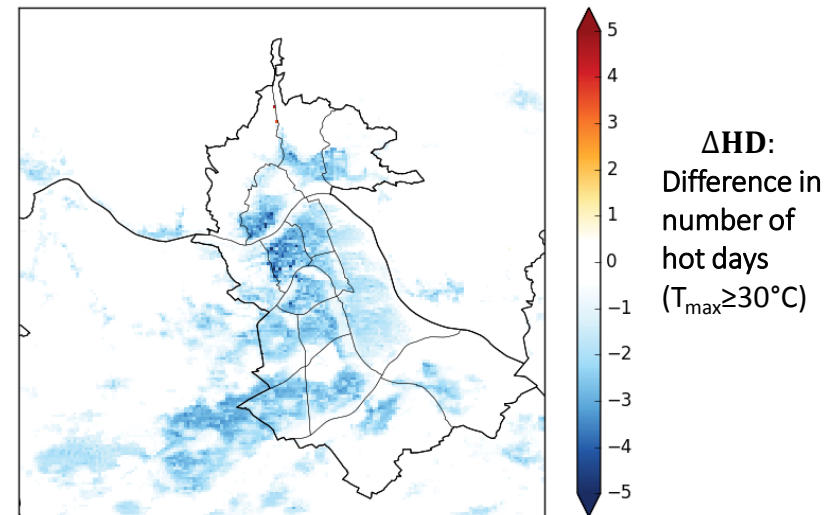 5
4
3
2
1
0
−1
−2
−3
−4
−5
ΔHD:
Difference in
number of
hot days
(Tmax≥30°C)